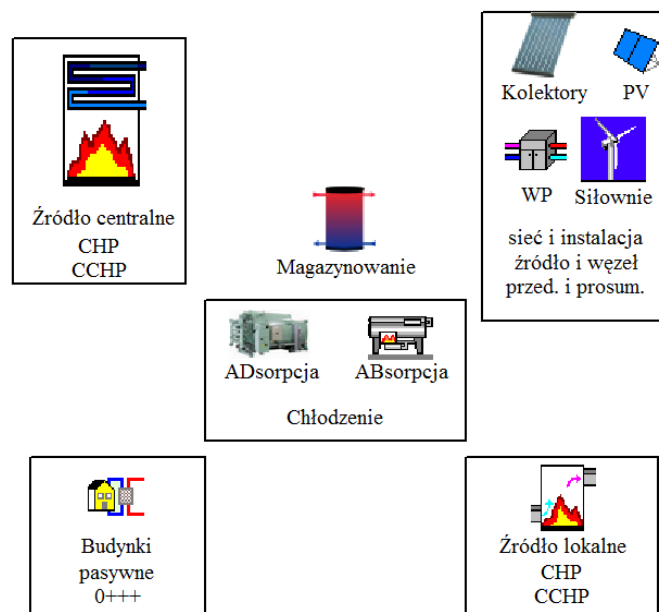 Kolektory PV
WP Siłownie
sieć i instalacja
źródło i węzeł
przed. i prosum.
Źródło centralne
CHP
CCHP
Magazynowanie
ADsorpcja ABsorpcja
Chłodzenie
Budynki
pasywne
0+++
Źródło lokalne
CHP
CCHP